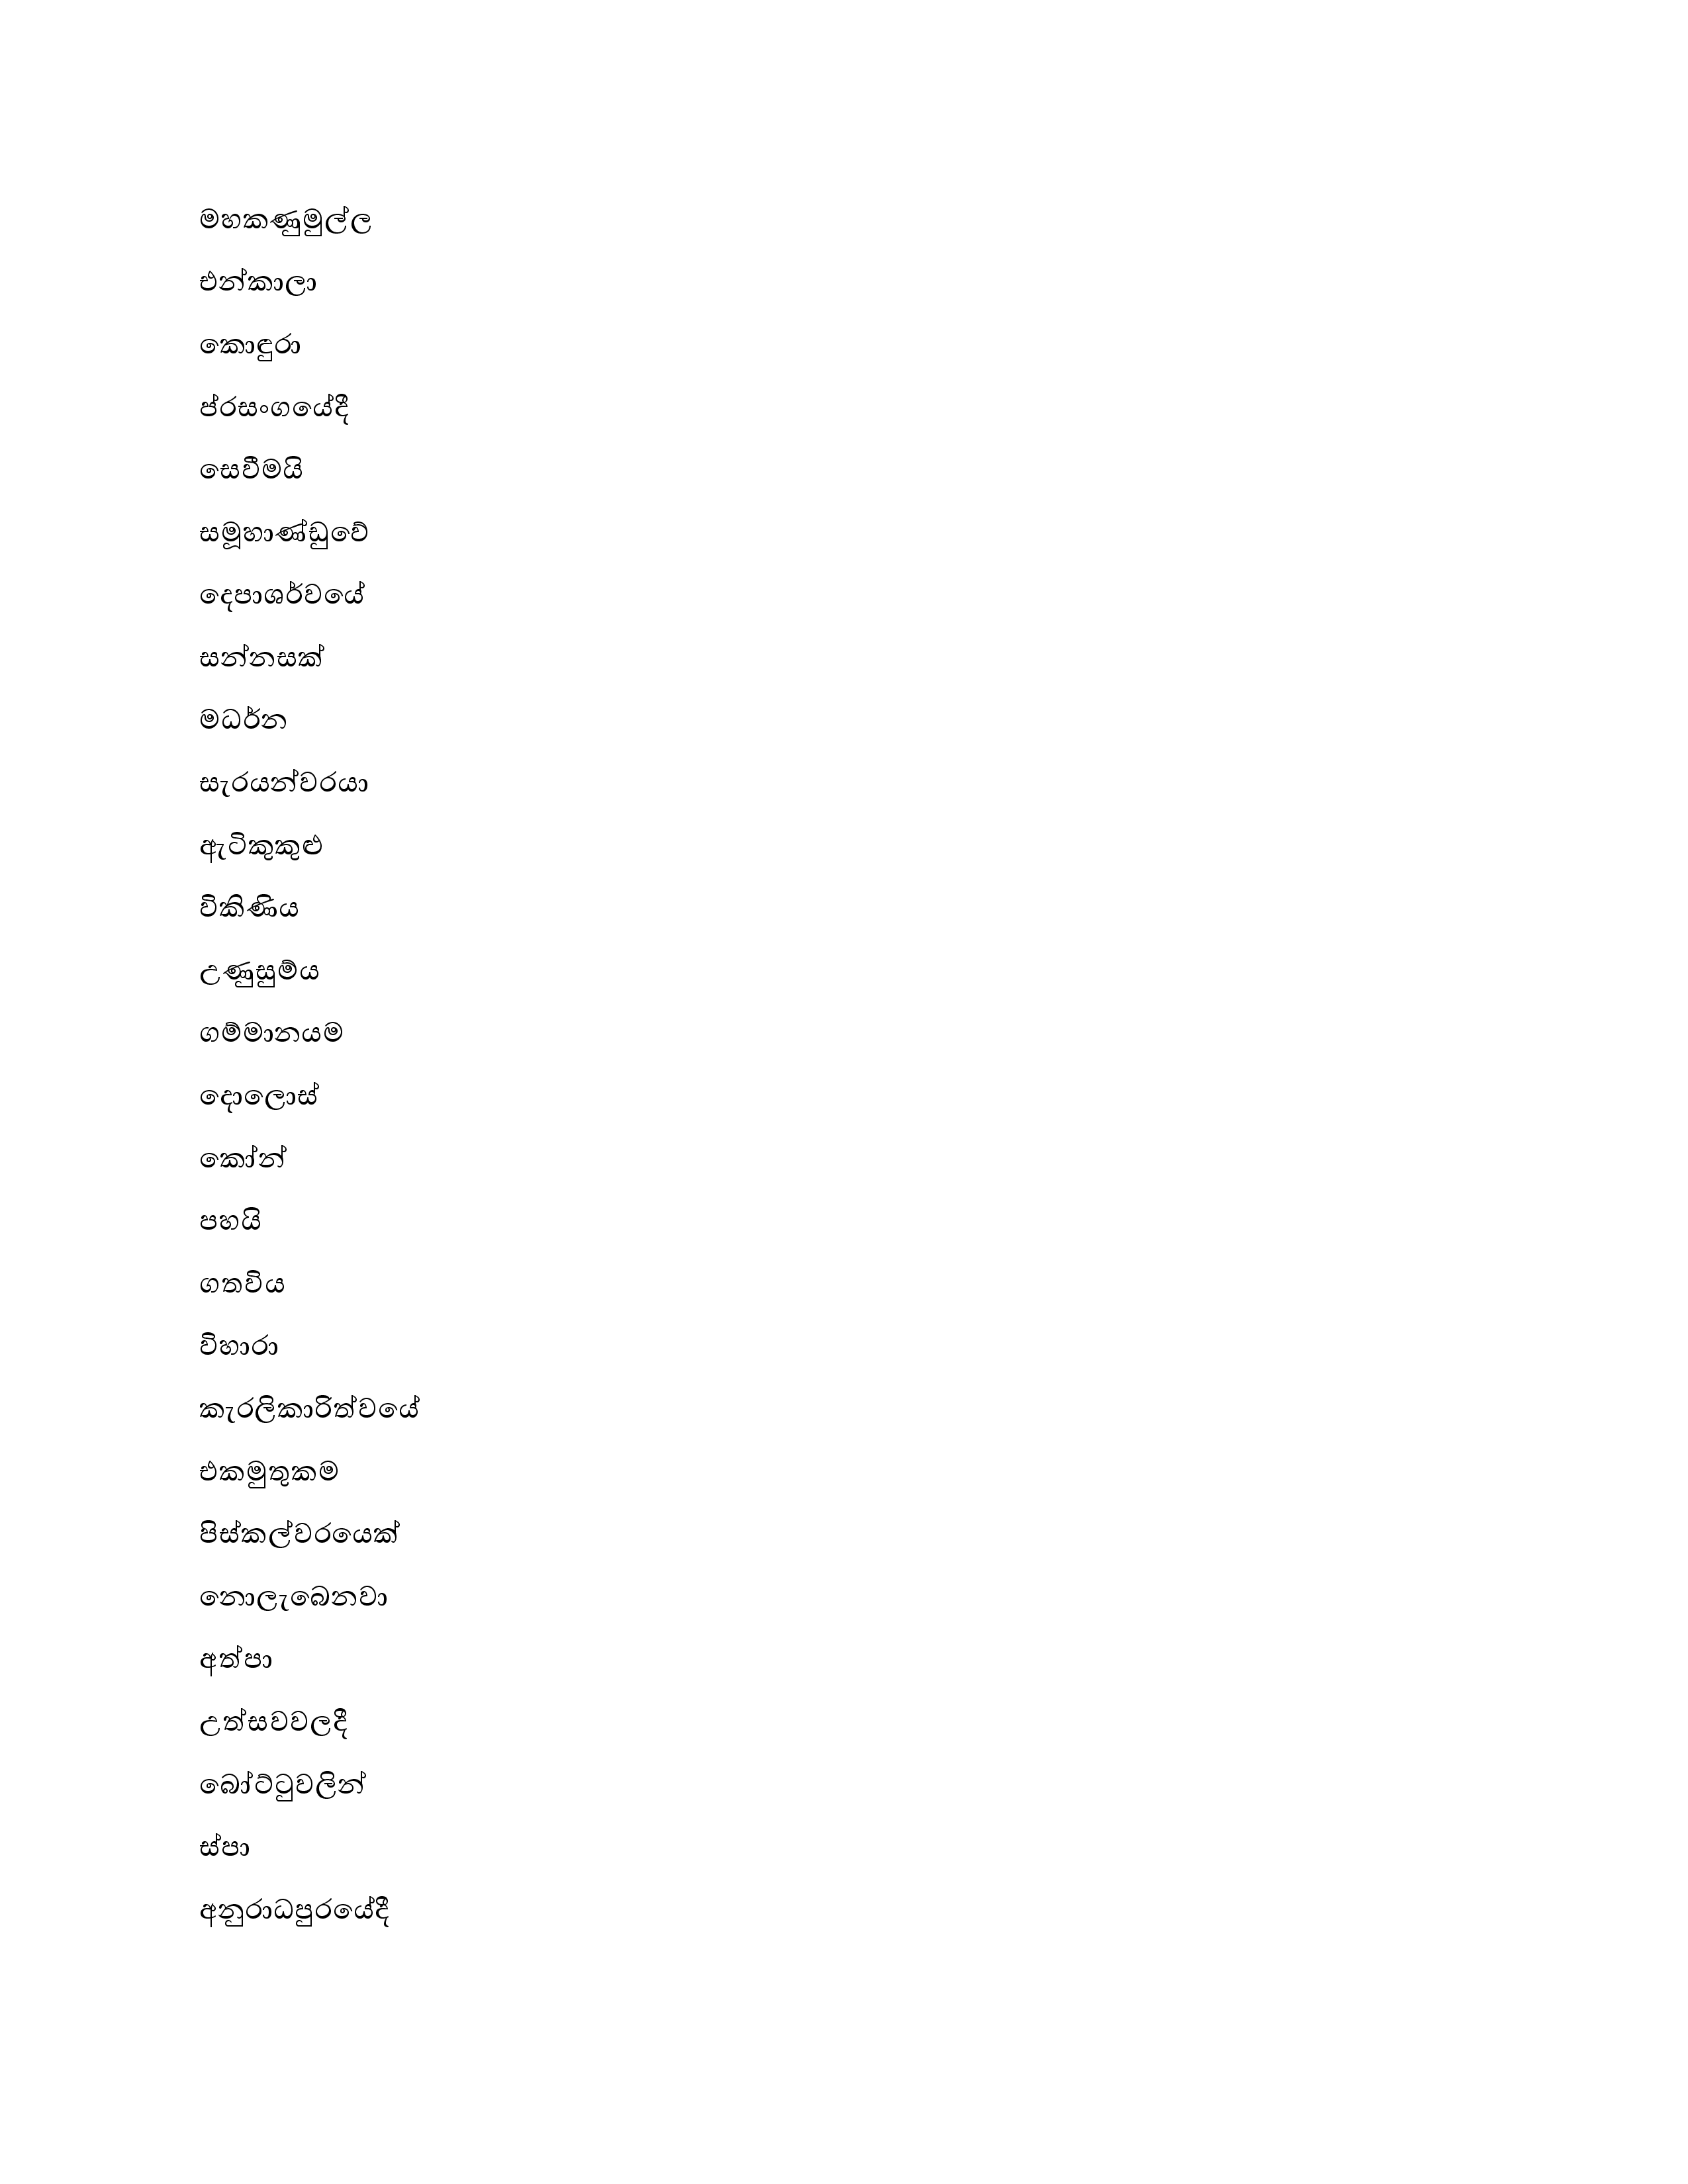 මහකණුමුල්ල
එන්කාලා
කොඳුරා
ප්රසංගයේදී
සෙවීමයි
සමූහාණ්ඩුවේ
දෙපාශර්වයේ
සන්නසක්
මධර්න
සැරයන්වරයා
ඇටිකුකුළු
විකිණිය
උණුසුම්ය
ගම්මානයම
දොලොස්
කෝන්
පහයි
ගතවිය
විහාරා
කැරලිකාරිත්වයේ
එකමුතුකම
පිස්කල්වරයෙක්
නොලැබෙනවා
අත්පා
උත්සවවලදී
බෝට්ටුවලින්
ස්පා
අනුරාධපුරයේදී